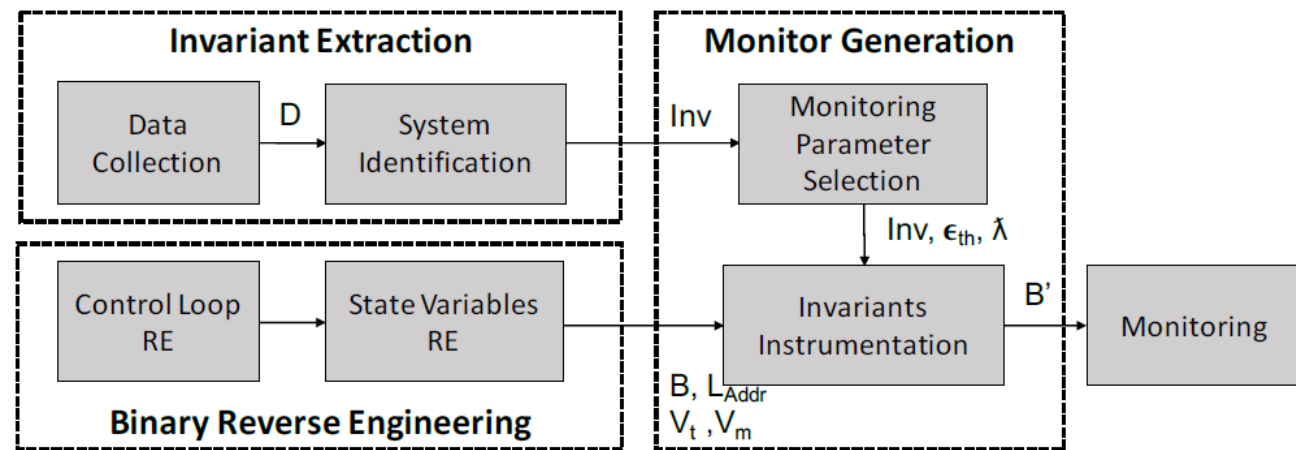 Invariant Extraction
Data
Collection
D
System
Identification
Inv
Monitor Generation
Monitoring
Parameter
Selection
Inv, ϵth, ƛ
Control Loop
RE
State Variables
RE
Binary Reverse Engineering
B, LAddr
Vt ,Vm
Invariants
Instrumentation
B’
Monitoring